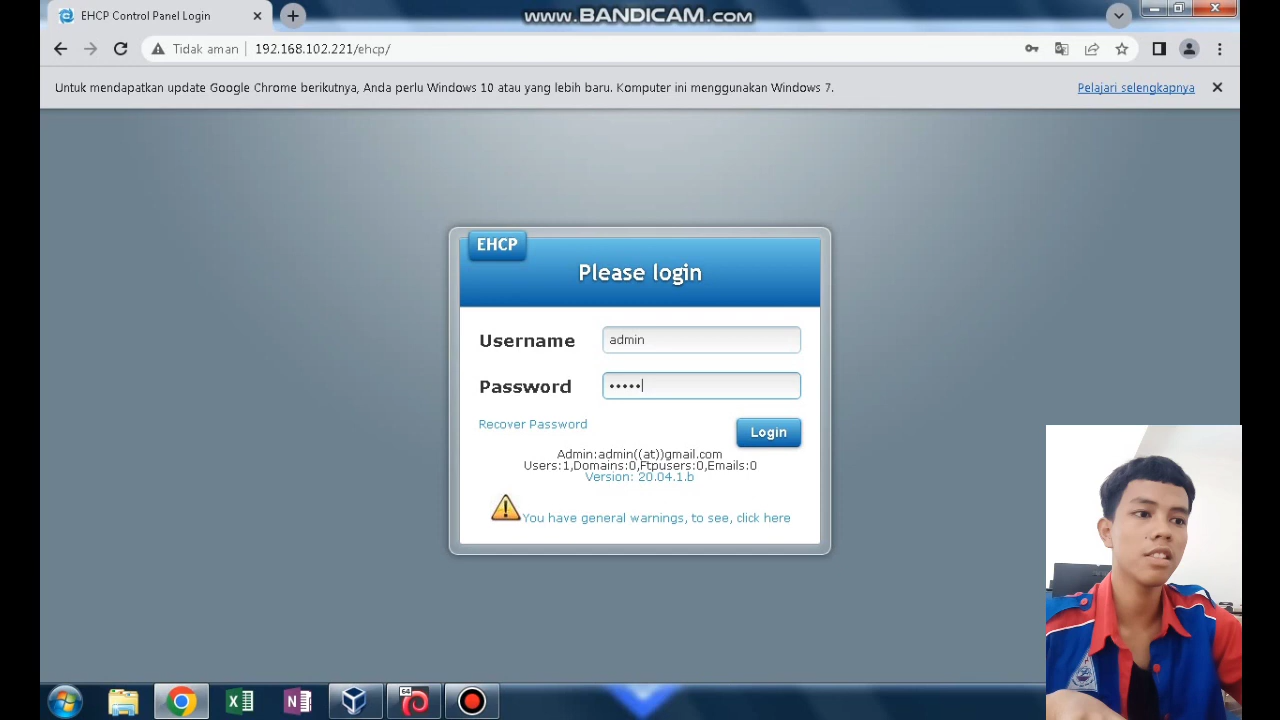 EHCP Control Panel Login
www.BANDICAM.com
Tidak aman
192.168.102.221/ehcp/
Untuk mendapatkan update Google Chrome berikutnya, Anda perlu Windows 10 atau yang lebih baru. Komputer ini menggunakan Windows 7.
Pelajari selengkapnya
EHCP
Please login
Username
admin
Password
•••••
Recover Password
Login
Admin:admin((at))gmail.com
Users:1,Domains:0,Ftpusers:0,Emails:0
Version: 20.04.1.b
You have general warnings, to see, click here
64